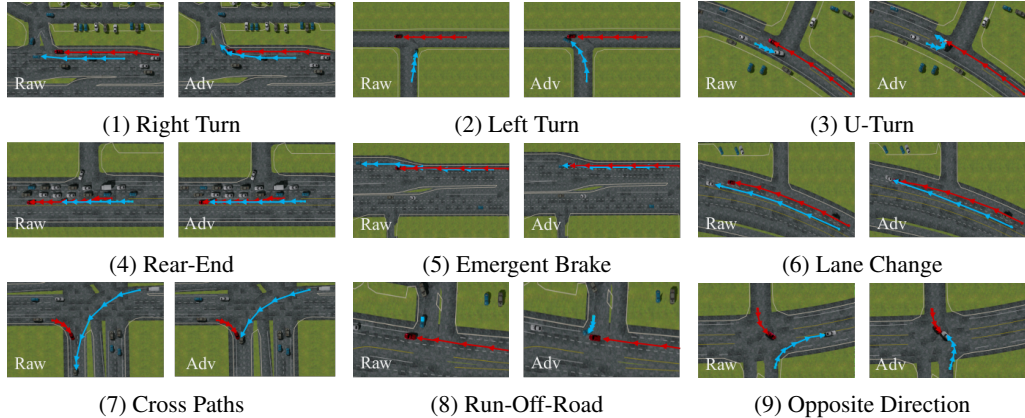 Raw Adv Raw Adv Raw Adv
(1) Right Turn (2) Left Turn (3) U-Turn
Raw Adv Raw Adv Raw Adv
(4) Rear-End (5) Emergent Brake (6) Lane Change
Raw Adv Raw Adv Raw Adv
(7) Cross Paths (8) Run-Off-Road (9) Opposite Direction